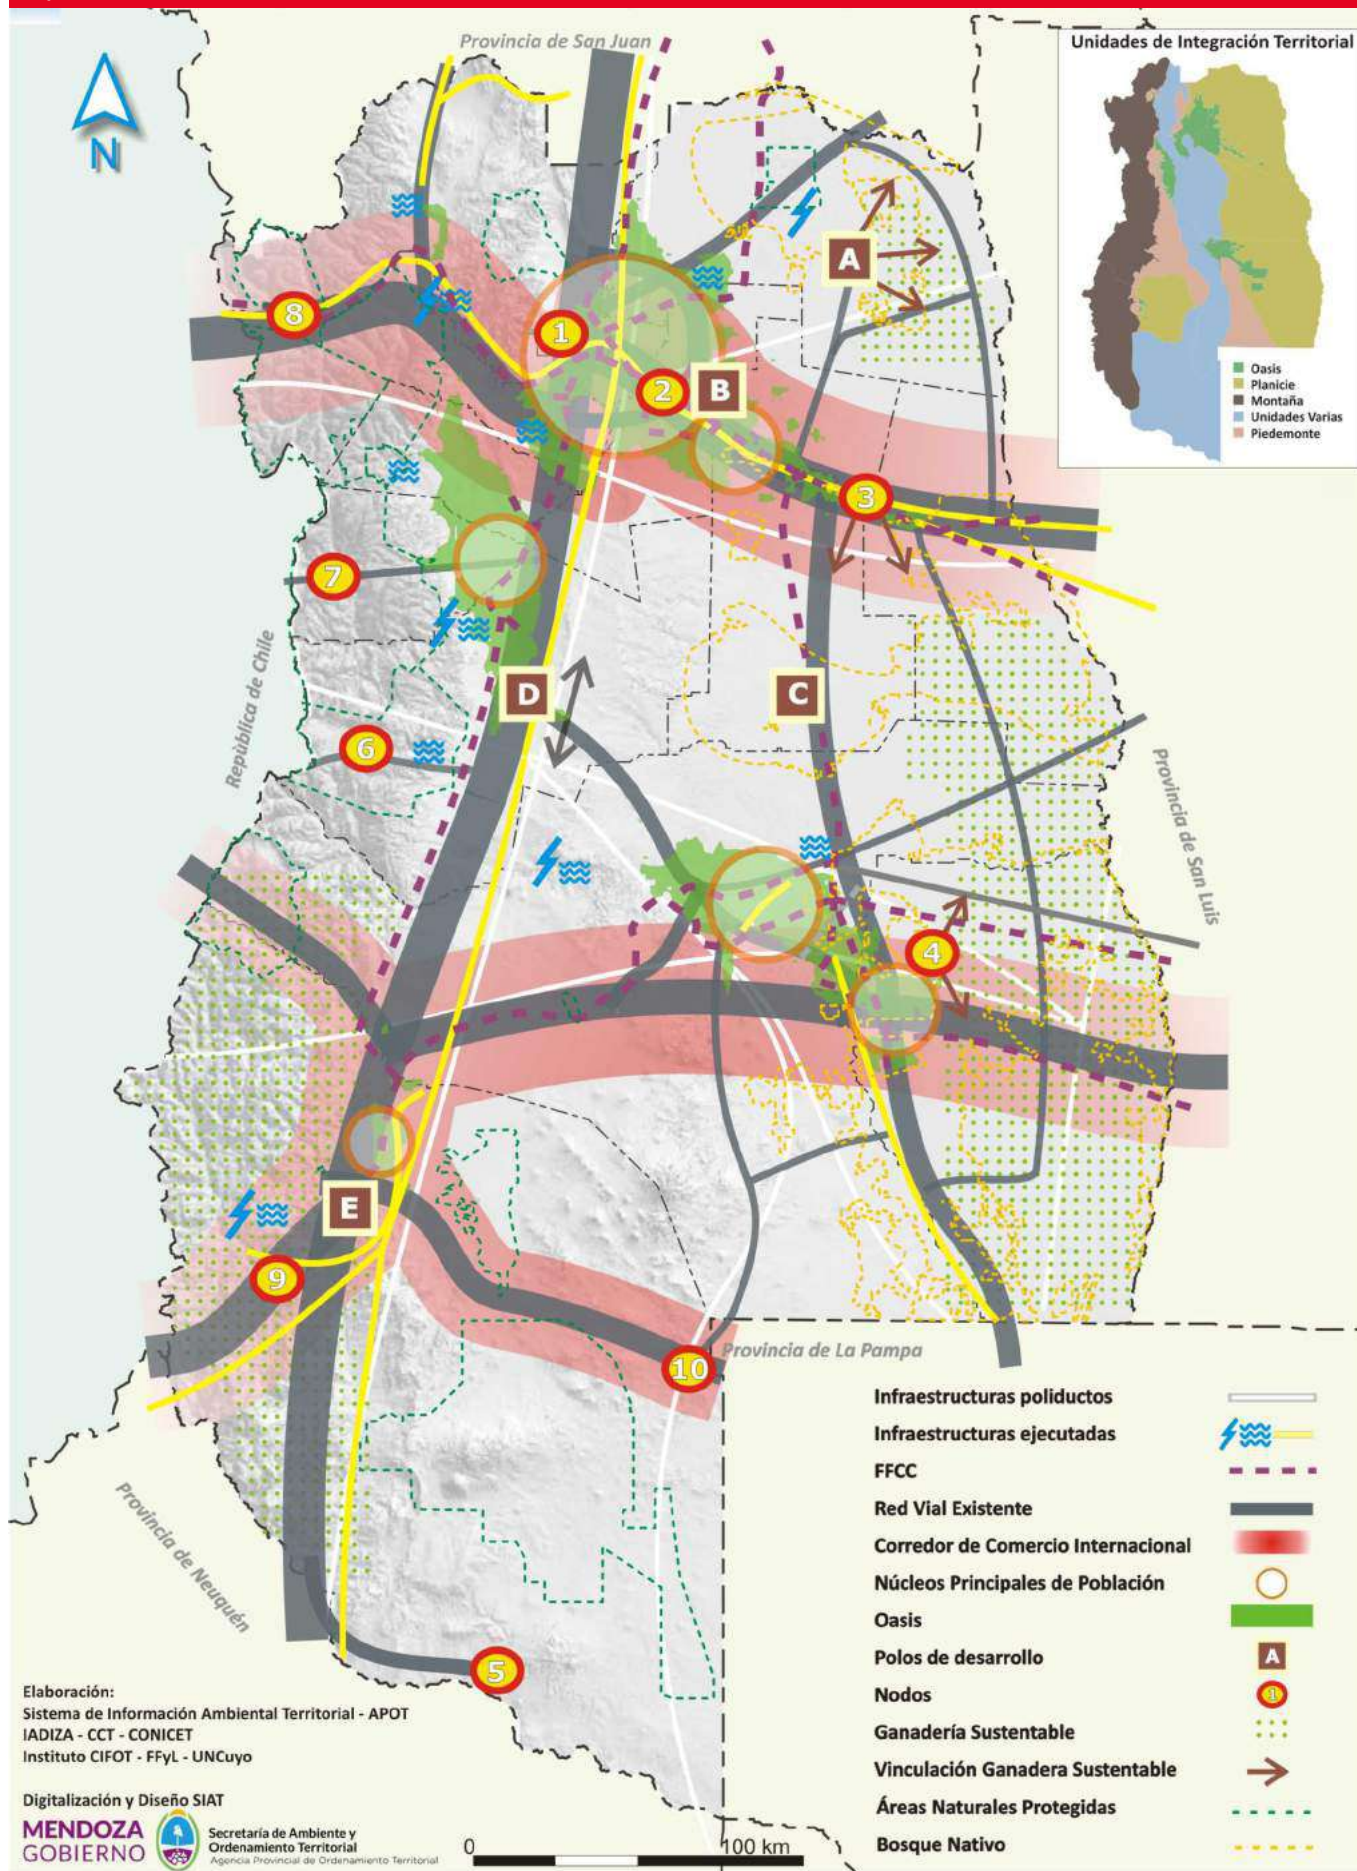 Provincia de San Juan
Unidades de Integración Territorial
Oasis
Planicie
Montaña
Unidades Varias
Piedemonte
N
A
8
1
2
B
3
7
República de Chile
D
C
6
Provincia de San Luis
4
E
9
Provincia de La Pampa
10
Provincia de Neuquén
5
Infraestructuras poliductos
Infraestructuras ejecutadas
FFCC
Red Vial Existente
Corredor de Comercio Internacional
Núcleos Principales de Población
Oasis
Polos de desarrollo
A
Nodos
1
Ganadería Sustentable
Vinculación Ganadera Sustentable
Áreas Naturales Protegidas
Bosque Nativo
Elaboración:
Sistema de Información Ambiental Territorial - APOT
IADIZA - CCT - CONICET
Instituto CIFOT - FFyL - UNCuyo
Digitalización y Diseño SIAT
MENDOZA
GOBIERNO
Secretaría de Ambiente y
Ordenamiento Territorial
Agencia Provincial de Ordenamiento Territorial
0
100 km